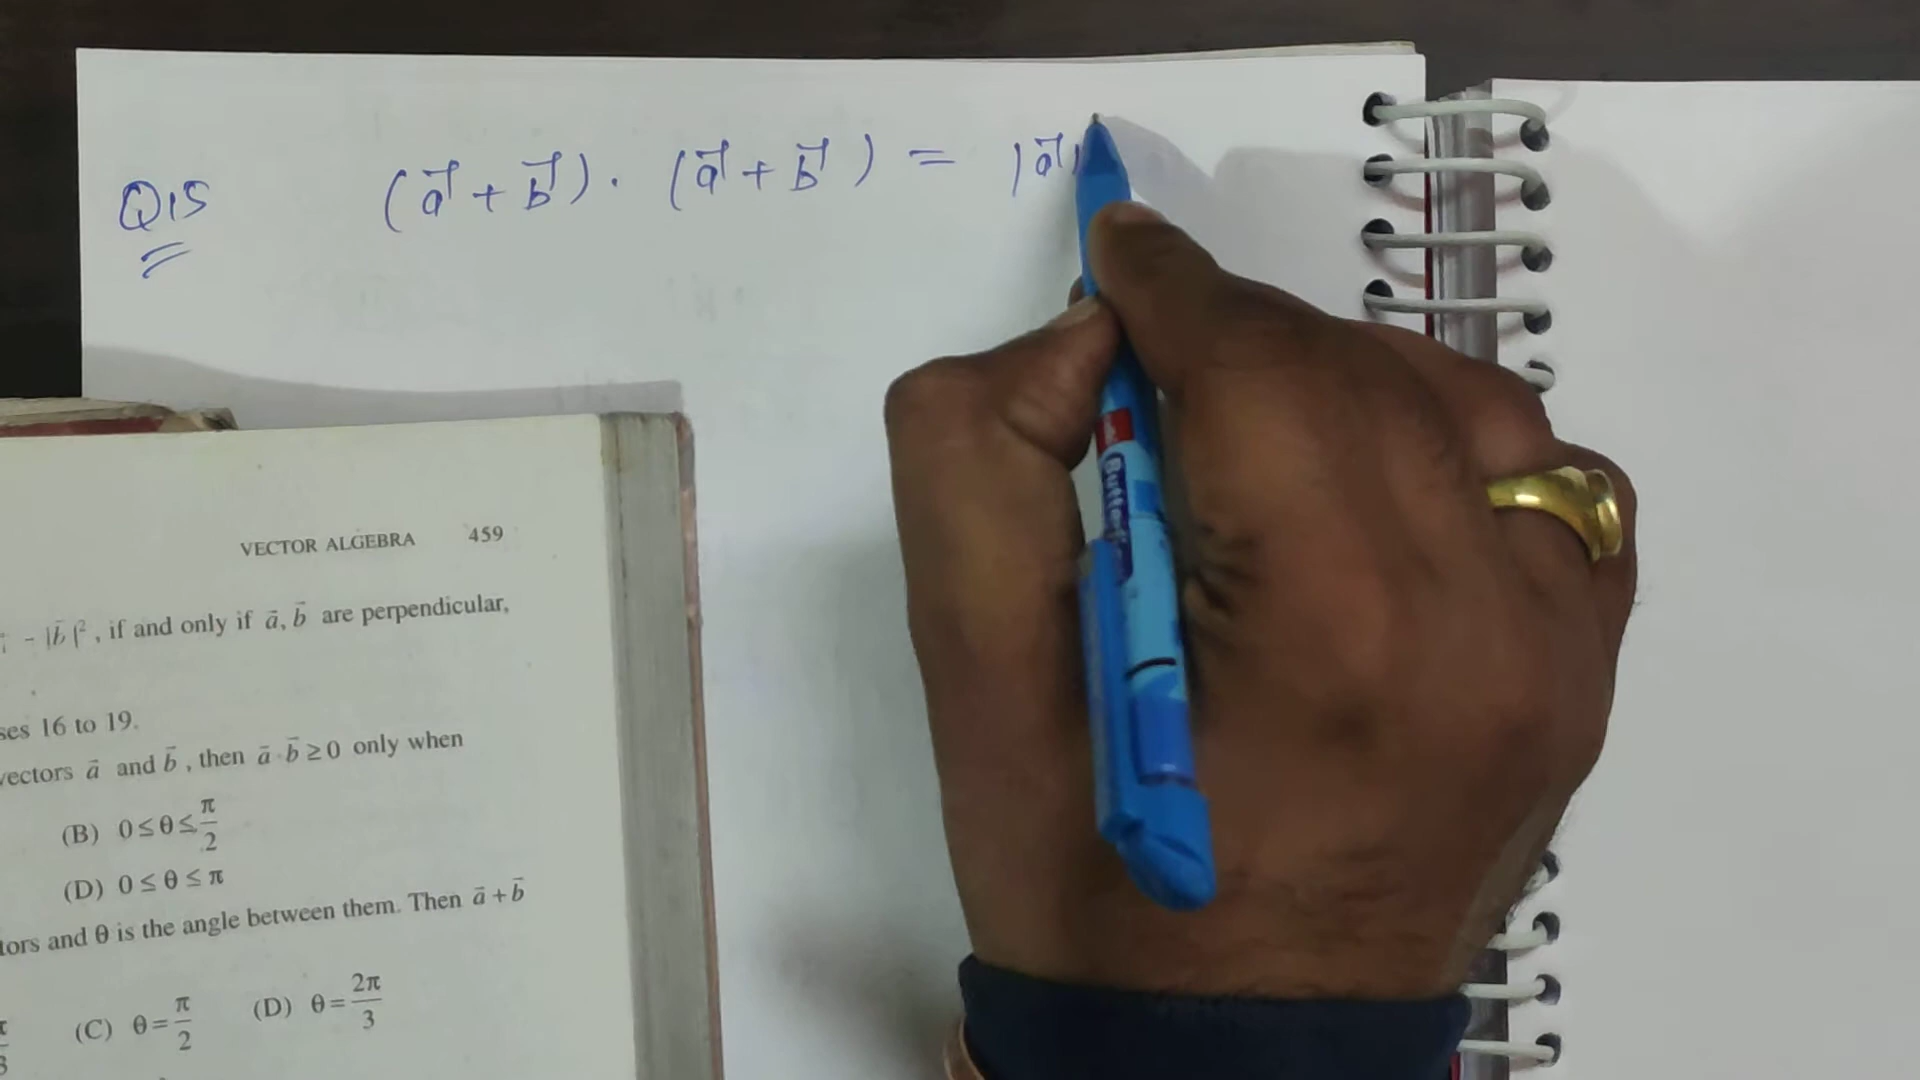 Q15 (a⃗ + b⃗) . (a⃗ + b⃗) = |a⃗|
VECTOR ALGEBRA 459
- |b⃗|², if and only if a⃗, b⃗ are perpendicular,
ses 16 to 19.
vectors a⃗ and b⃗, then a⃗ · b⃗ ≥ 0 only when
(B) 0 ≤ θ ≤ π/2
(D) 0 ≤ θ ≤ π
tors and θ is the angle between them. Then a⃗ + b⃗
(C) θ = π/2 (D) θ = 2π/3